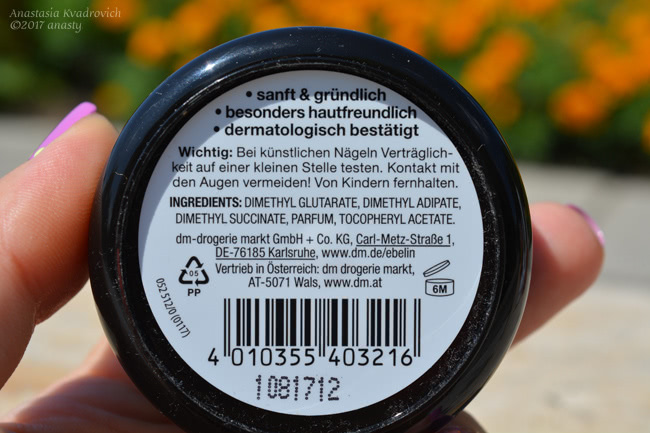 Anastasia Kvadrovich
©2017 anasty
• sanft & gründlich
• besonders hautfreundlich
• dermatologisch bestätigt
Wichtig: Bei künstlichen Nägeln Verträglich-
keit auf einer kleinen Stelle testen. Kontakt mit
den Augen vermeiden! Von Kindern fernhalten.
INGREDIENTS: DIMETHYL GLUTARATE, DIMETHYL ADIPATE,
DIMETHYL SUCCINATE, PARFUM, TOCOPHERYL ACETATE.
dm-drogerie markt GmbH + Co. KG, Carl-Metz-Straße 1,
DE-76185 Karlsruhe, www.dm.de/ebelin
Vertrieb in Österreich: dm drogerie markt,
AT-5071 Wals, www.dm.at
05
PP
6M
052512/0 (0117)
4 010355 403216
1081712